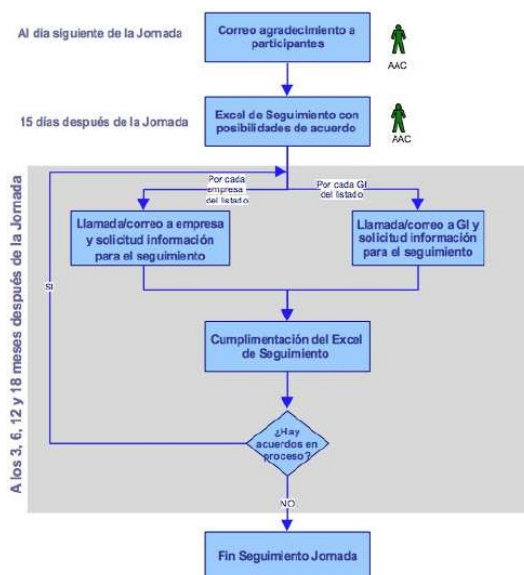 Al día siguiente de la Jornada
Correo agradecimiento a
participantes
AAC
15 días después de la Jornada
Excel de Seguimiento con
posibilidades de acuerdo
AAC
A los 3, 6, 12 y 18 meses después de la Jornada
Por cada
empresa
del listado
Por cada GI
del listado
Llamada/correo a empresa
y solicitud información
para el seguimiento
Llamada/correo a GI y
solicitud información
para el seguimiento
SI
Cumplimentación del Excel
de Seguimiento
¿Hay
acuerdos en
proceso?
NO
Fin Seguimiento Jornada